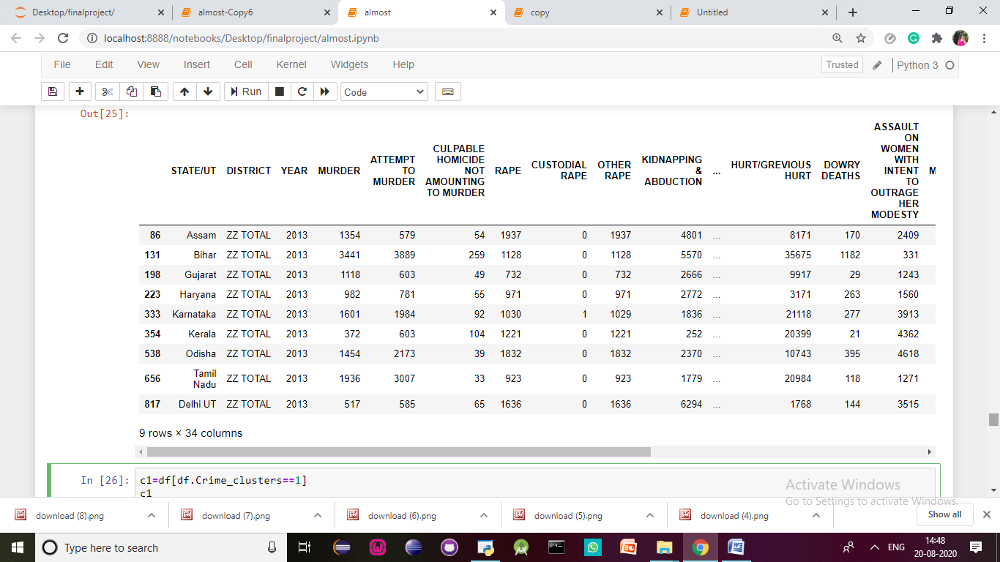 Desktop/finalproject/ almost-Copy6 almost copy Untitled
localhost:8888/notebooks/Desktop/finalproject/almost.ipynb
File Edit View Insert Cell Kernel Widgets Help Trusted Python 3
Run Code
Out[25]:
STATE/UT DISTRICT YEAR MURDER ATTEMPT TO MURDER CULPABLE HOMICIDE NOT AMOUNTING TO MURDER RAPE CUSTODIAL RAPE OTHER RAPE KIDNAPPING & ABDUCTION ... HURT/GREVIOUS HURT DOWRY DEATHS ASSAULT ON WOMEN WITH INTENT TO OUTRAGE HER MODESTY M
86 Assam ZZ TOTAL 2013 1354 579 54 1937 0 1937 4801 ... 8171 170 2409
131 Bihar ZZ TOTAL 2013 3441 3889 259 1128 0 1128 5570 ... 35675 1182 331
198 Gujarat ZZ TOTAL 2013 1118 603 49 732 0 732 2666 ... 9917 29 1243
223 Haryana ZZ TOTAL 2013 982 781 55 971 0 971 2772 ... 3171 263 1560
333 Karnataka ZZ TOTAL 2013 1601 1984 92 1030 1 1029 1836 ... 21118 277 3913
354 Kerala ZZ TOTAL 2013 372 603 104 1221 0 1221 252 ... 20399 21 4362
538 Odisha ZZ TOTAL 2013 1454 2173 39 1832 0 1832 2370 ... 10743 395 4618
656 Tamil Nadu ZZ TOTAL 2013 1936 3007 33 923 0 923 1779 ... 20984 118 1271
817 Delhi UT ZZ TOTAL 2013 517 585 65 1636 0 1636 6294 ... 1768 144 3515
9 rows × 34 columns
In [26]: c1=df[df.Crime_clusters==1]
c1
Activate Windows
Go to Settings to activate Windows.
download (8).png download (7).png download (6).png download (5).png download (4).png Show all
Type here to search ENG 14:48
20-08-2020